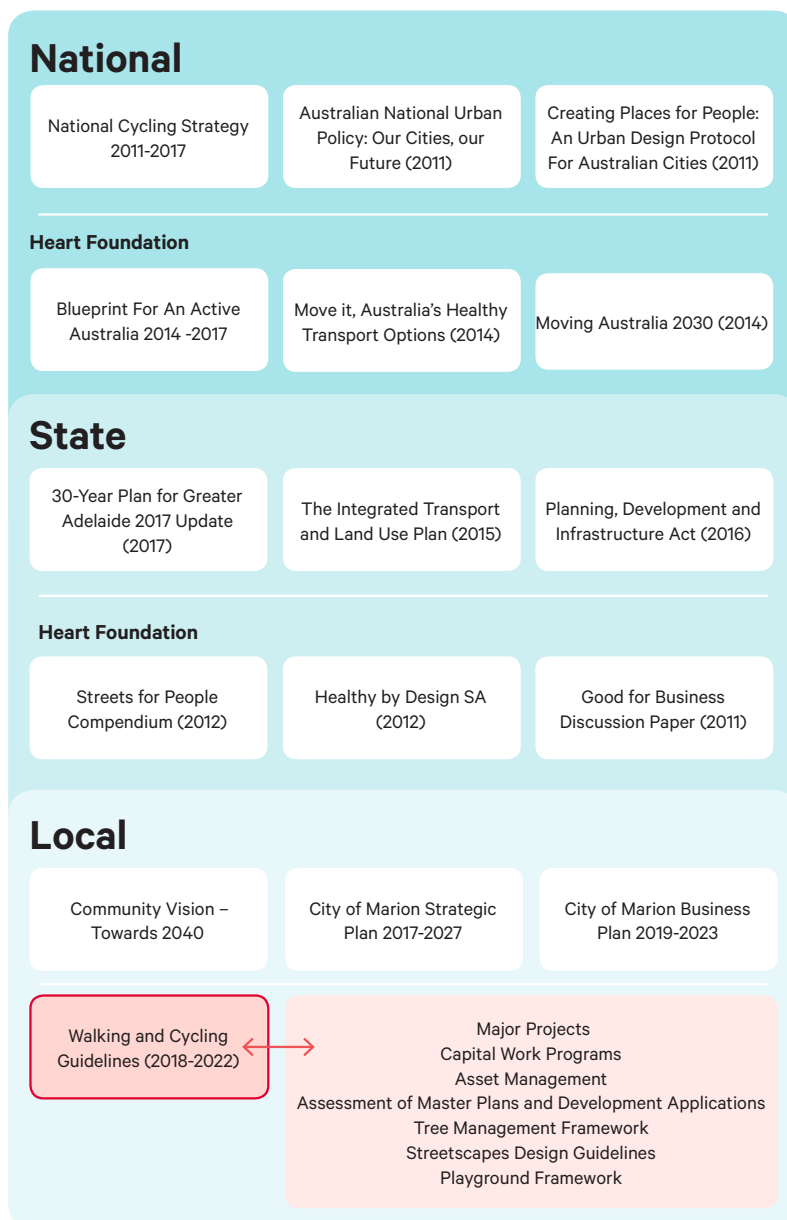 National
National Cycling Strategy
2011-2017
Australian National Urban
Policy: Our Cities, our
Future (2011)
Creating Places for People:
An Urban Design Protocol
For Australian Cities (2011)
Heart Foundation
Blueprint For An Active
Australia 2014 -2017
Move it, Australia's Healthy
Transport Options (2014)
Moving Australia 2030 (2014)
State
30-Year Plan for Greater
Adelaide 2017 Update
(2017)
The Integrated Transport
and Land Use Plan (2015)
Planning, Development and
Infrastructure Act (2016)
Heart Foundation
Streets for People
Compendium (2012)
Healthy by Design SA
(2012)
Good for Business
Discussion Paper (2011)
Local
Community Vision –
Towards 2040
City of Marion Strategic
Plan 2017-2027
City of Marion Business
Plan 2019-2023
Walking and Cycling
Guidelines (2018-2022)
Major Projects
Capital Work Programs
Asset Management
Assessment of Master Plans and Development Applications
Tree Management Framework
Streetscapes Design Guidelines
Playground Framework